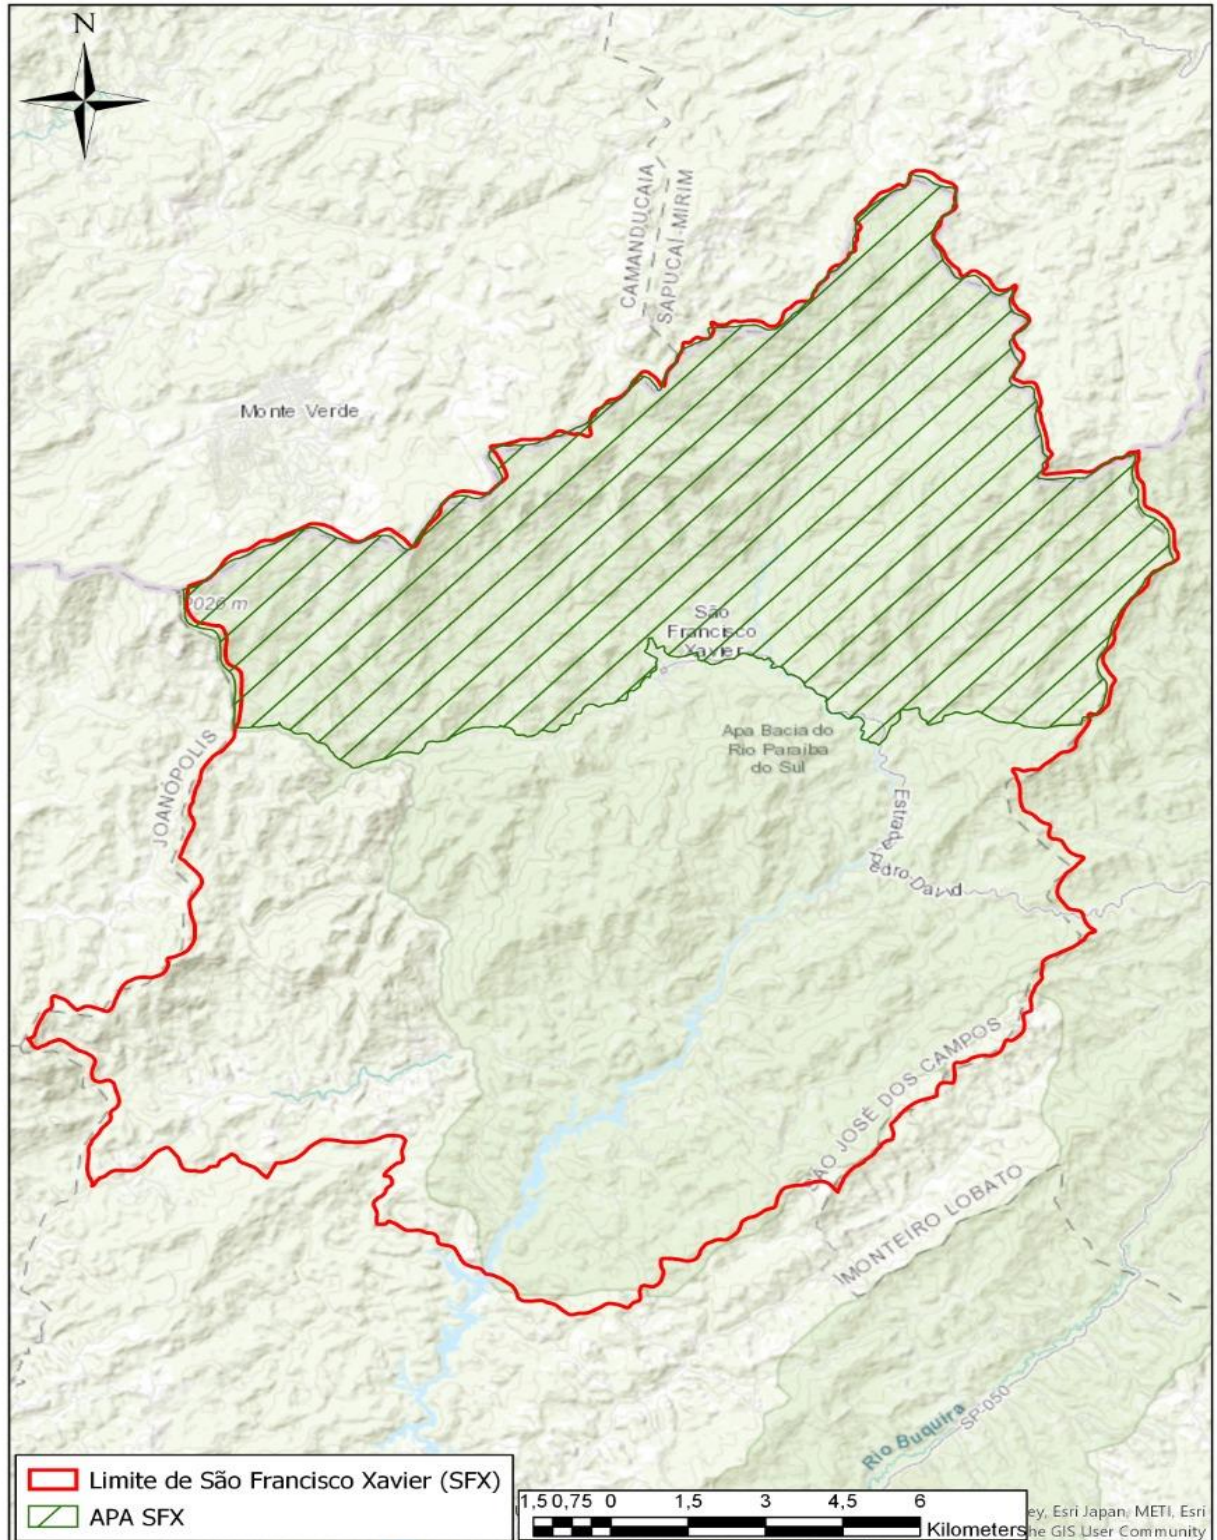 N
CAMANDUCAIA
SAPUCAÍ-MIRIM
Monte Verde
2026 m
São
Francisco
Xavier
Apa Bacia do
Rio Paraíba
do Sul
JOANÓPOLIS
Estrada
Pedro David
SÃO JOSÉ DOS CAMPOS
MONTEIRO LOBATO
Rio Buquira
SP-050
Limite de São Francisco Xavier (SFX)
APA SFX
1,5 0,75 0 1,5 3 4,5 6
Kilometers
ey, Esri Japan, METI, Esri
he GIS User Community